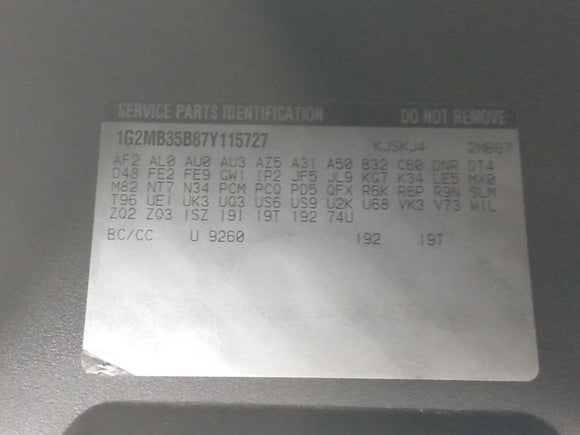 SERVICE PARTS IDENTIFICATION DO NOT REMOVE
1G2MB35B87Y115727 KJSKJ4 2MB67
AF2 AL0 AU0 AU3 AZ5 A31 A50 B32 C60 DNR DT4
D48 FE2 FE9 GW1 IP2 JF5 JL9 KG7 K34 LE5 MX0
M82 NT7 N34 PCM PCQ PD5 QFX R6K R6P R9N SLM
T96 UE1 UK3 UQ3 US6 US9 U2K U68 VK3 V73 WIL
ZQ2 ZQ3 ISZ 19I 19T 192 74U
BC/CC U 9260 192 19T